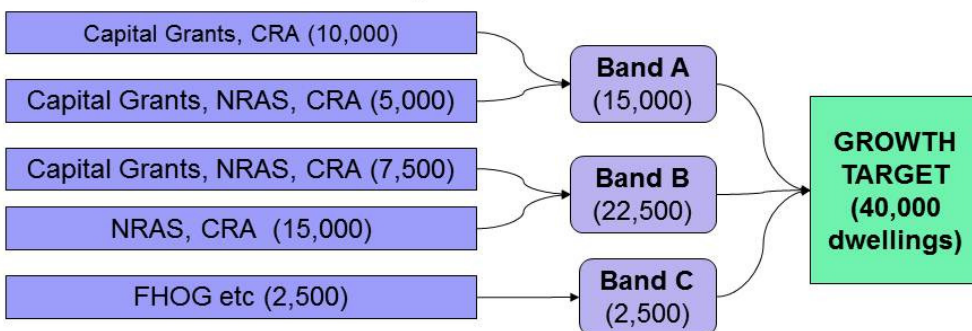 Capital Grants, CRA (10,000)
Capital Grants, NRAS, CRA (5,000)
Capital Grants, NRAS, CRA (7,500)
NRAS, CRA (15,000)
FHOG etc (2,500)
Band A
(15,000)
Band B
(22,500)
Band C
(2,500)
GROWTH
TARGET
(40,000
dwellings)